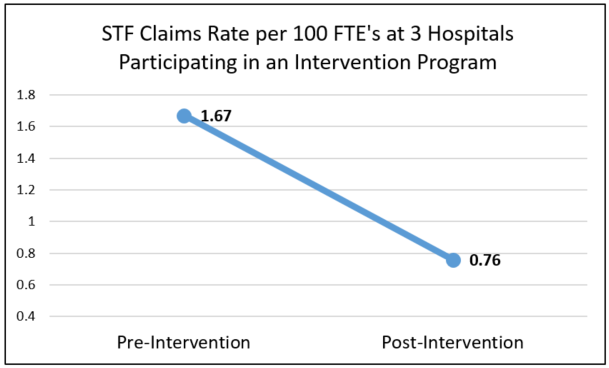 STF Claims Rate per 100 FTE's at 3 Hospitals
Participating in an Intervention Program
1.8
1.6
1.4
1.2
1
0.8
0.6
0.4
1.67
0.76
Pre-Intervention
Post-Intervention